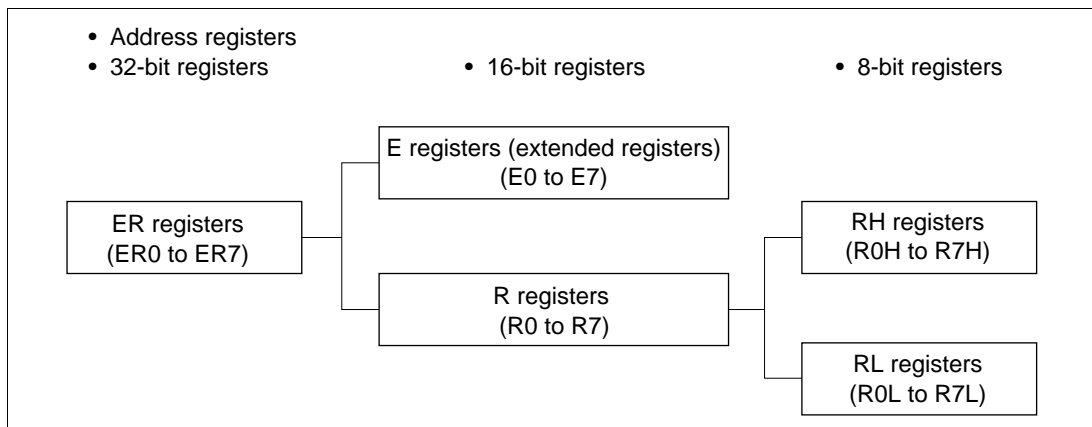 • Address registers
• 32-bit registers
• 16-bit registers
• 8-bit registers
E registers (extended registers)
(E0 to E7)
ER registers
(ER0 to ER7)
RH registers
(R0H to R7H)
R registers
(R0 to R7)
RL registers
(R0L to R7L)